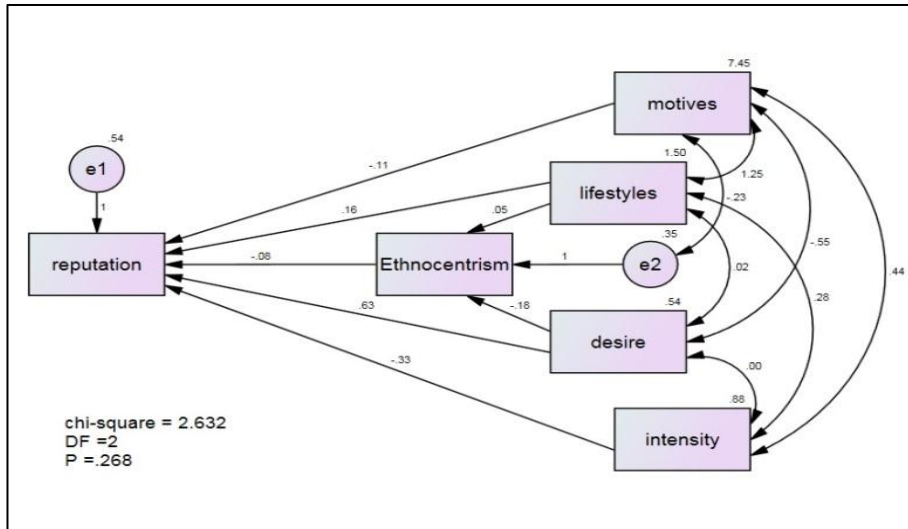 7.45
motives
.54
e1
1
-.11
1.50
1.25
lifestyles
-.23
.16
.05
.35
reputation
-.08
Ethnocentrism
1
e2
.02
-.55
.44
.63
-.18
.54
.28
desire
-.33
.00
.88
intensity
chi-square = 2.632
DF =2
P =.268